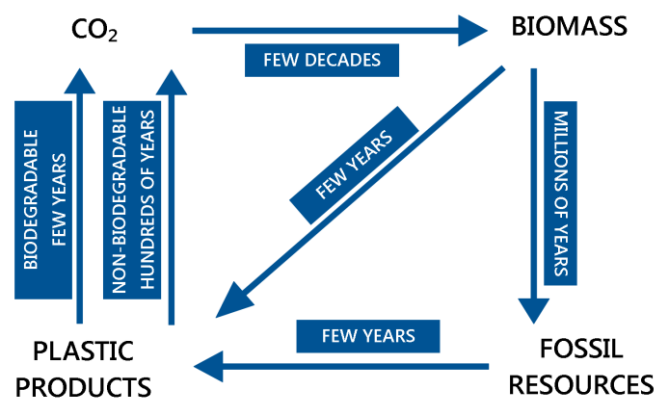 CO₂
BIOMASS
FEW DECADES
BIODEGRADABLE
FEW YEARS
NON-BIODEGRADABLE
HUNDREDS OF YEARS
FEW YEARS
MILLIONS OF YEARS
PLASTIC
PRODUCTS
FEW YEARS
FOSSIL
RESOURCES